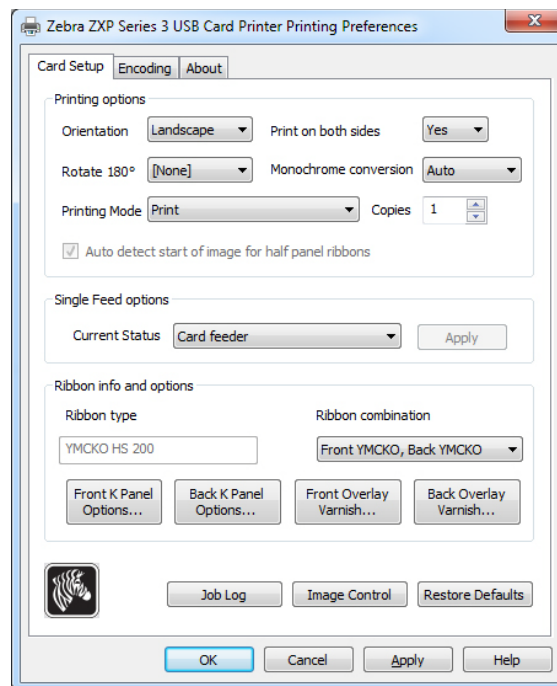 Zebra ZXP Series 3 USB Card Printer Printing Preferences
Card Setup Encoding About
Printing options
Orientation Landscape Print on both sides Yes
Rotate 180° [None] Monochrome conversion Auto
Printing Mode Print Copies 1
Auto detect start of image for half panel ribbons
Single Feed options
Current Status Card feeder Apply
Ribbon info and options
Ribbon type Ribbon combination
YMCKO HS 200 Front YMCKO, Back YMCKO
Front K Panel Back K Panel Front Overlay Back Overlay
Options... Options... Varnish... Varnish...
Job Log Image Control Restore Defaults
OK Cancel Apply Help